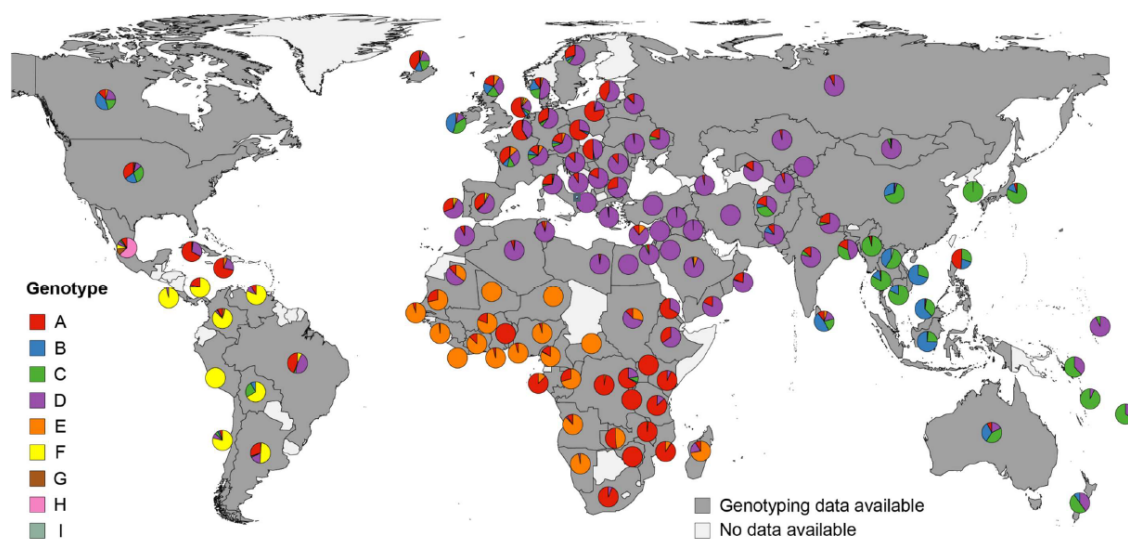 Genotype
A
B
C
D
E
F
G
H
I
Genotyping data available
No data available